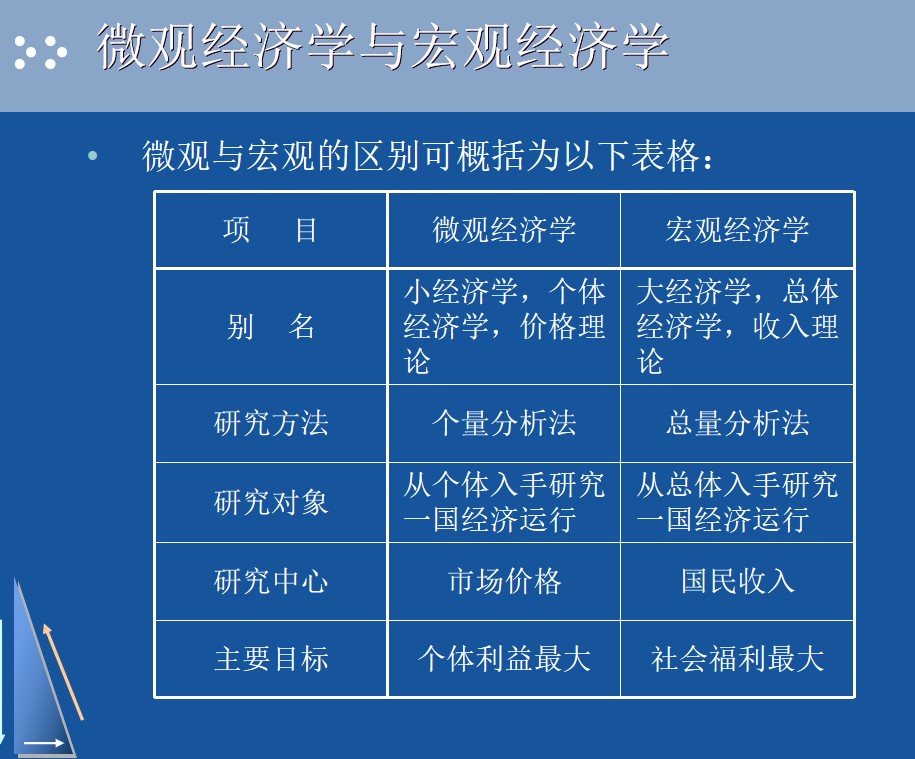 微观经济学与宏观经济学
微观与宏观的区别可概括为以下表格：
项 目 微观经济学 宏观经济学
别 名
小经济学，个体
经济学，价格理
论
大经济学，总体
经济学，收入理
论
研究方法 个量分析法 总量分析法
研究对象
从个体入手研究
一国经济运行
从总体入手研究
一国经济运行
研究中心 市场价格 国民收入
主要目标 个体利益最大 社会福利最大